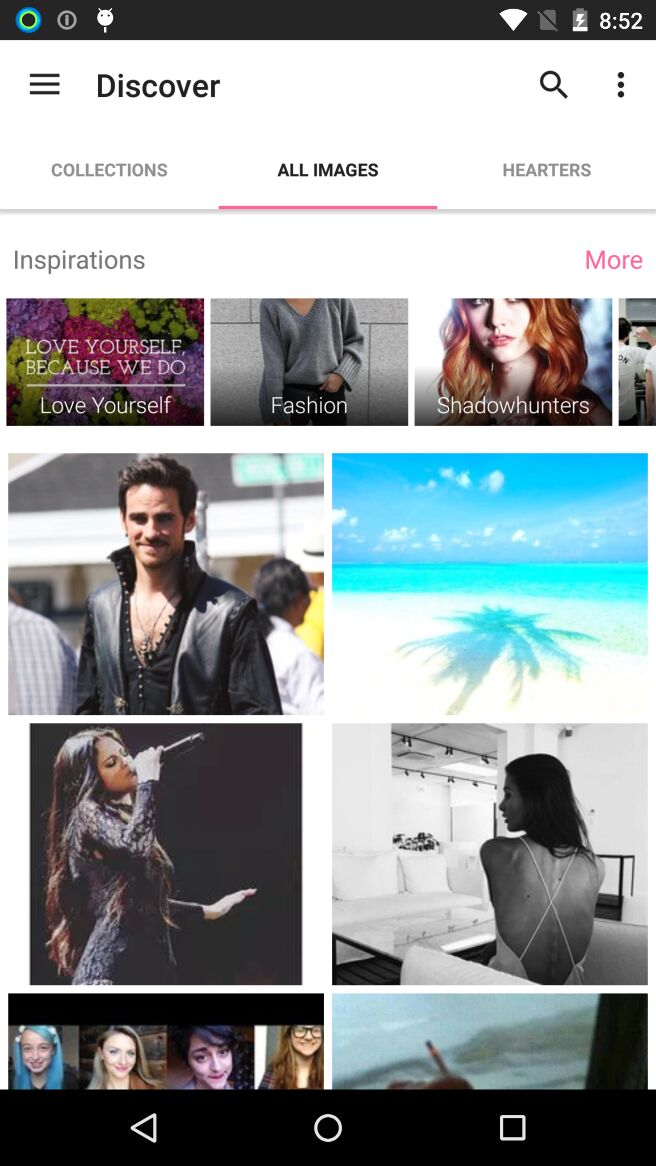 8:52
Discover
COLLECTIONS
ALL IMAGES
HEARTERS
Inspirations
More
LOVE YOURSELF,
BECAUSE WE DO
Love Yourself
Fashion
Shadowhunters